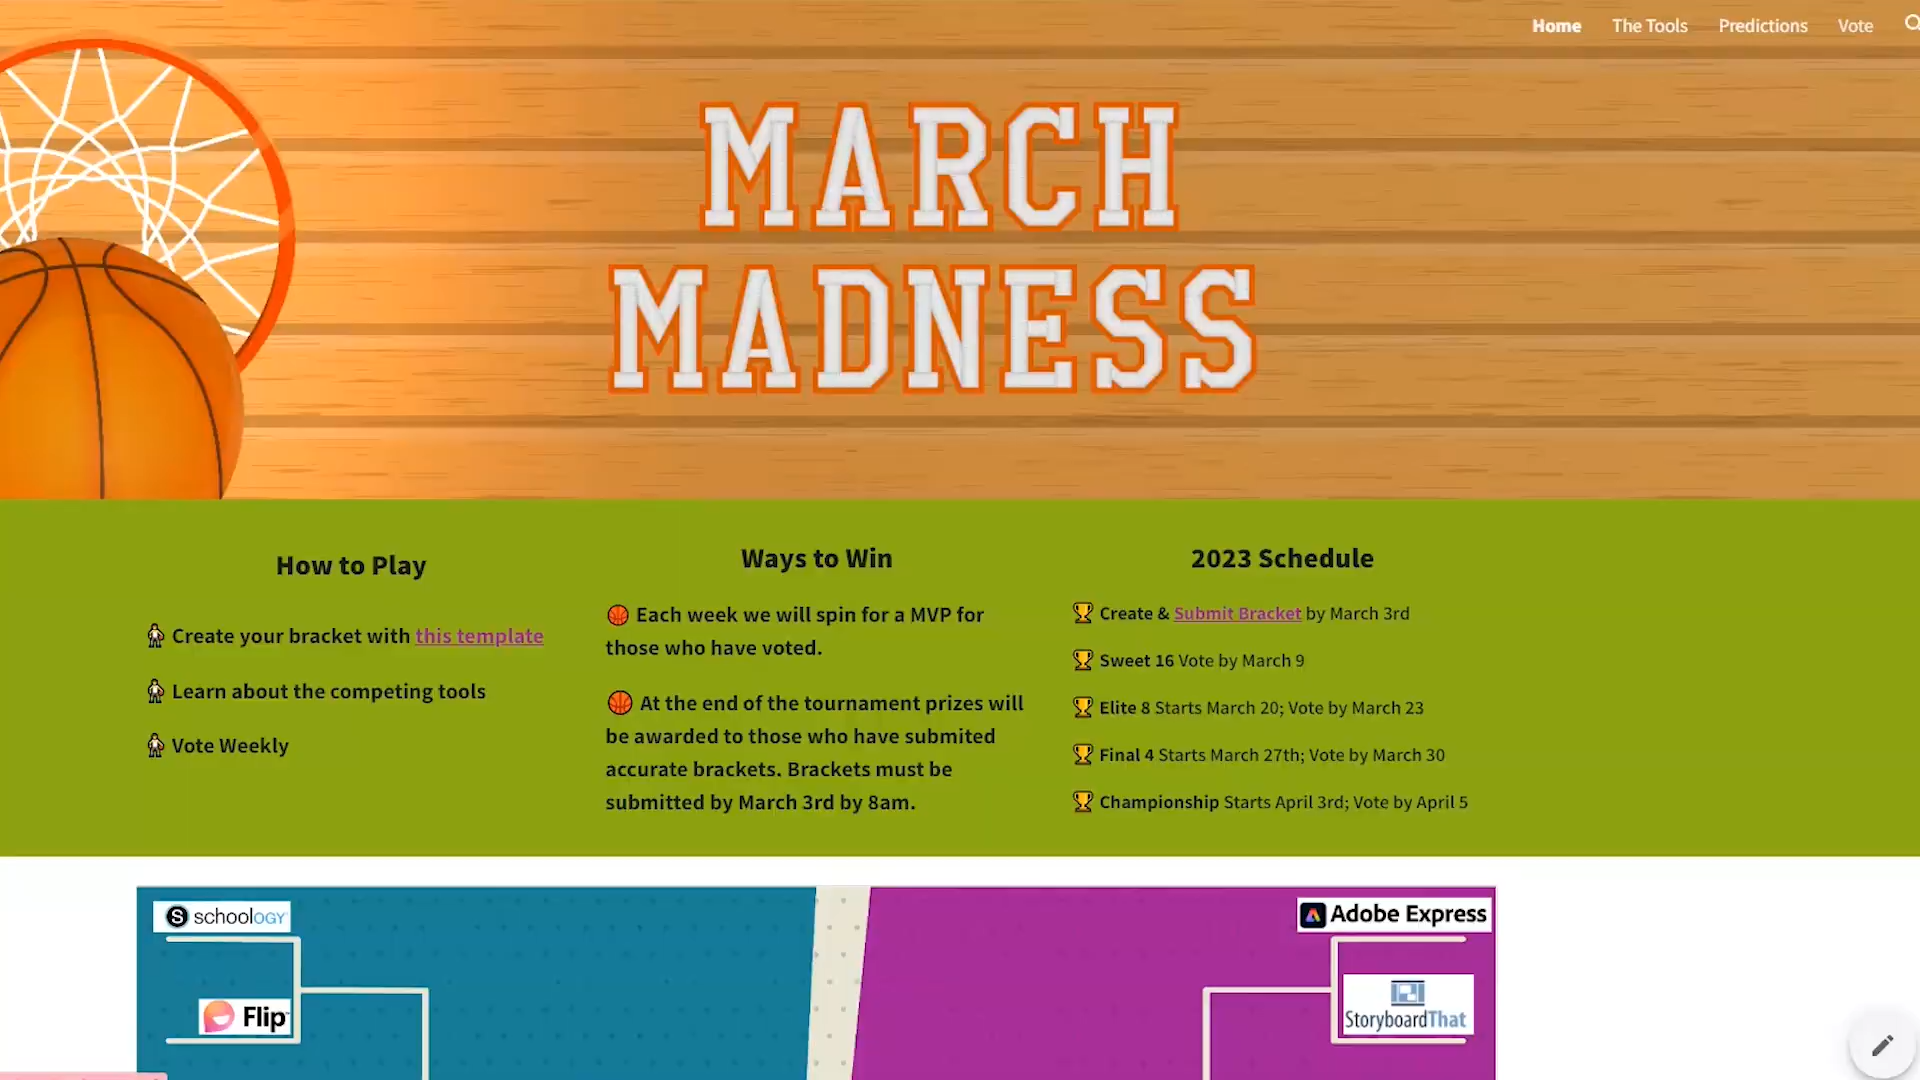 Home The Tools Predictions Vote
MARCH
MADNESS
How to Play
Create your bracket with this template
Learn about the competing tools
Vote Weekly
Ways to Win
Each week we will spin for a MVP for
those who have voted.
At the end of the tournament prizes will
be awarded to those who have submited
accurate brackets. Brackets must be
submitted by March 3rd by 8am.
2023 Schedule
Create & Submit Bracket by March 3rd
Sweet 16 Vote by March 9
Elite 8 Starts March 20; Vote by March 23
Final 4 Starts March 27th; Vote by March 30
Championship Starts April 3rd; Vote by April 5
S schoology
Flip
Adobe Express
StoryboardThat